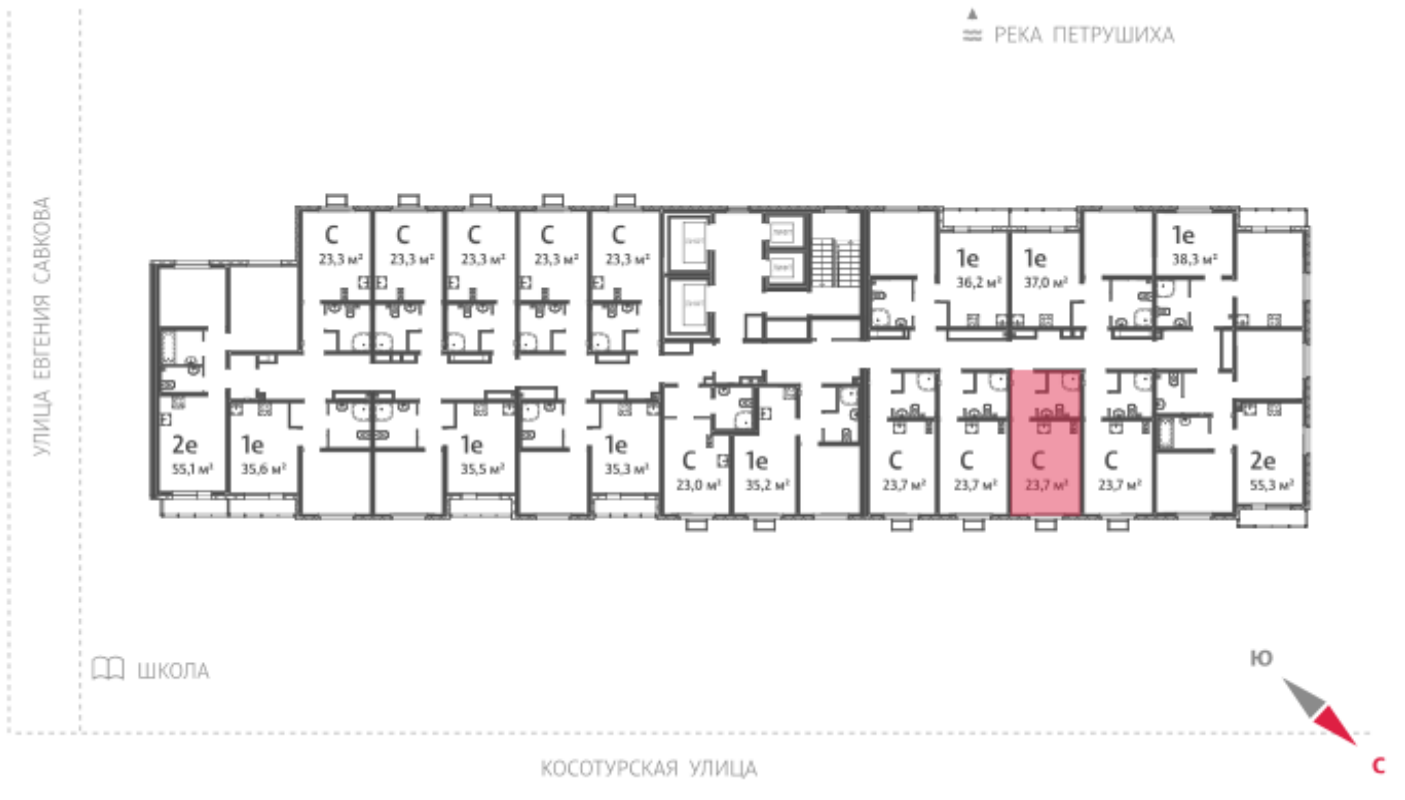 РЕКА ПЕТРУШИХА
УЛИЦА ЕВГЕНИЯ САВКОВА
С
23,3 м²
С
23,3 м²
С
23,3 м²
С
23,3 м²
С
23,3 м²
1е
36,2 м²
1е
37,0 м²
1е
38,3 м²
2е
55,1 м²
1е
35,6 м²
1е
35,5 м²
1е
35,3 м²
С
23,0 м²
1е
35,2 м²
С
23,7 м²
С
23,7 м²
С
23,7 м²
С
23,7 м²
2е
55,3 м²
ШКОЛА
Ю
С
КОСОТУРСКАЯ УЛИЦА